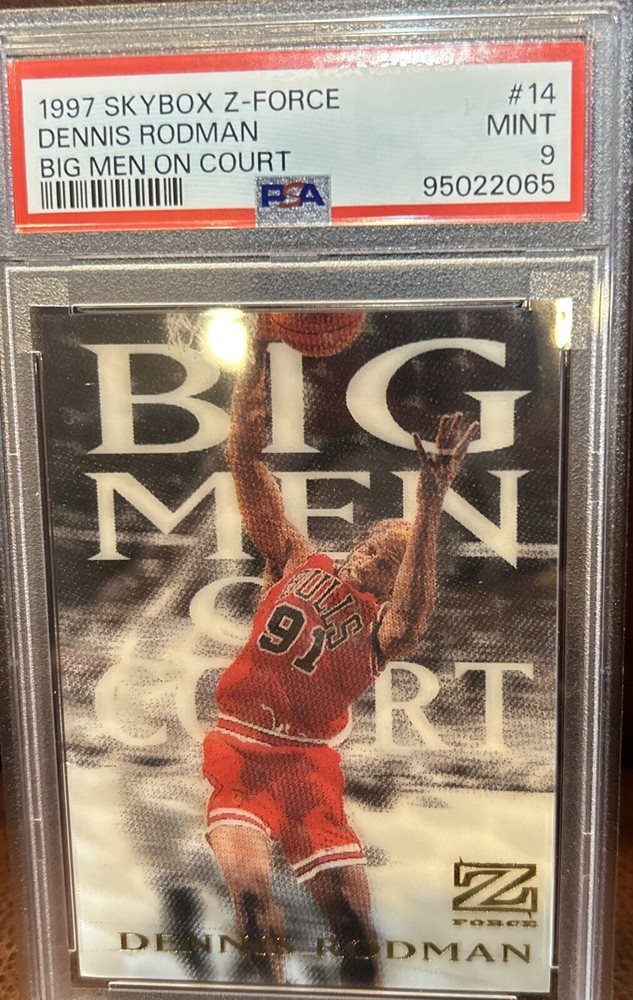 1997 SKYBOX Z-FORCE #14
DENNIS RODMAN MINT
BIG MEN ON COURT 9
PSA 95022065
BIG
MEN
O
COURT
BULLS
91
Z
FORCE
DENNIS RODMAN